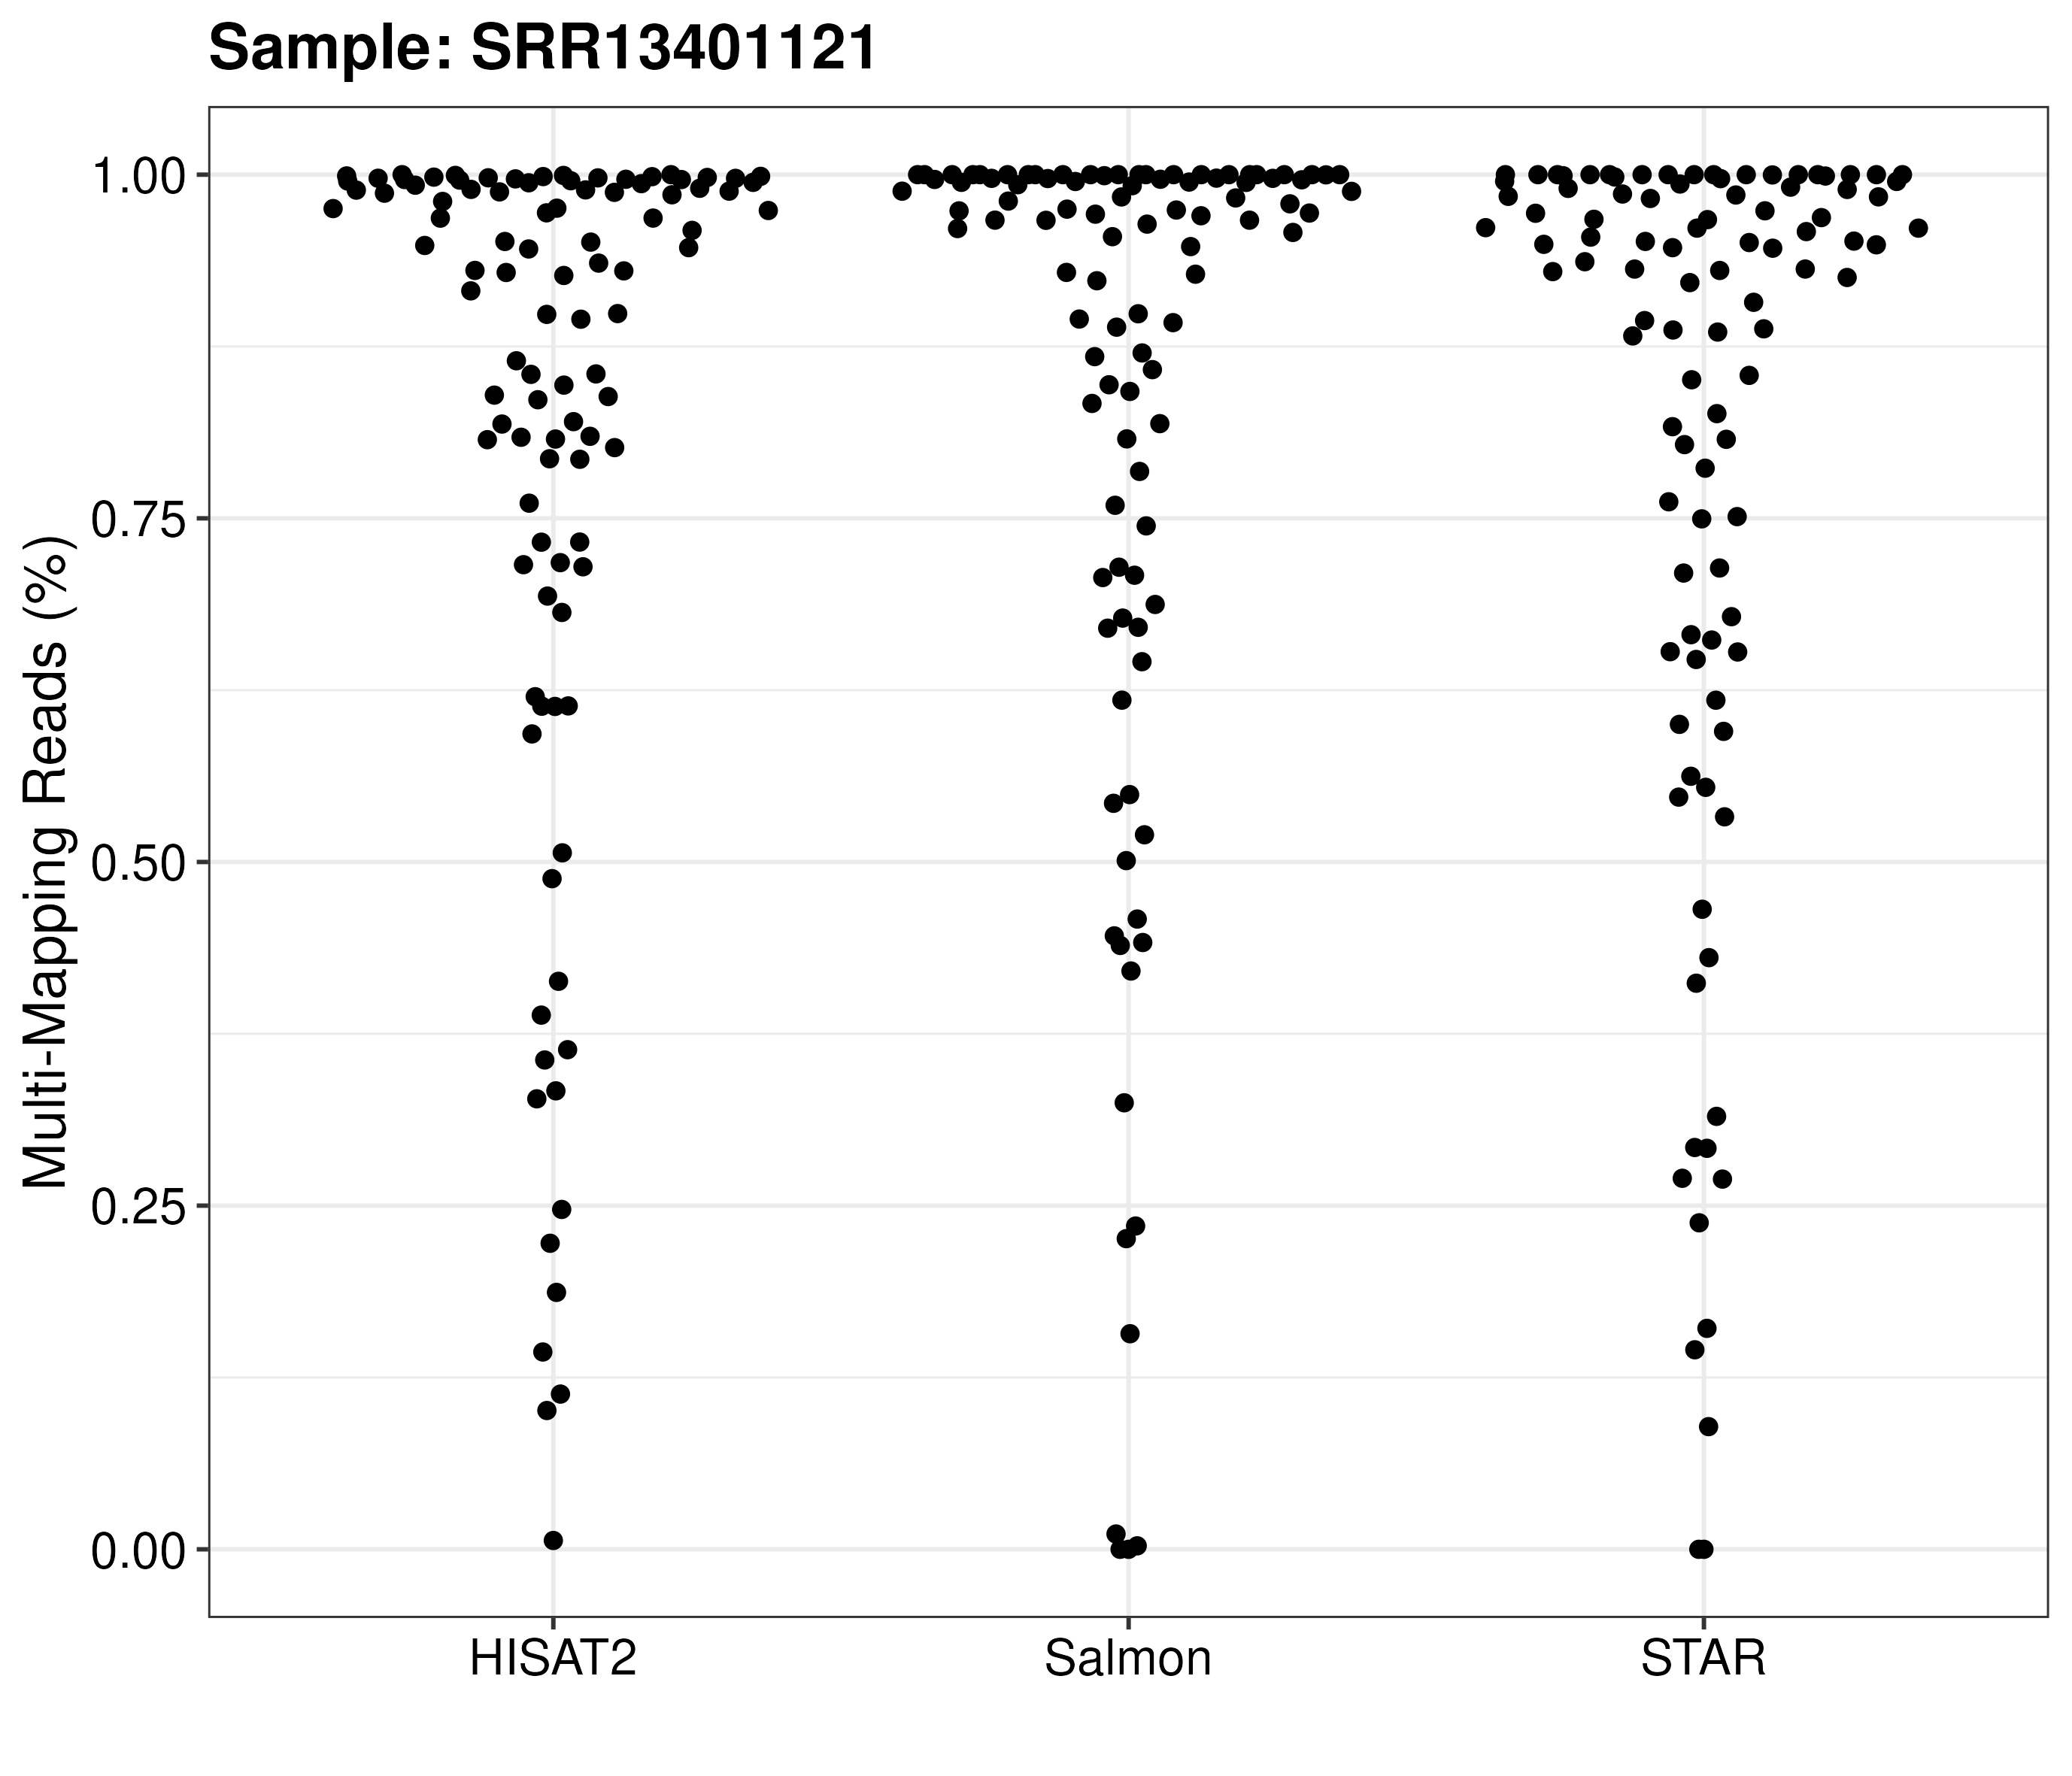 Sample: SRR13401121
Multi-Mapping Reads (%)
1.00
0.75
0.50
0.25
0.00
HISAT2
Salmon
STAR